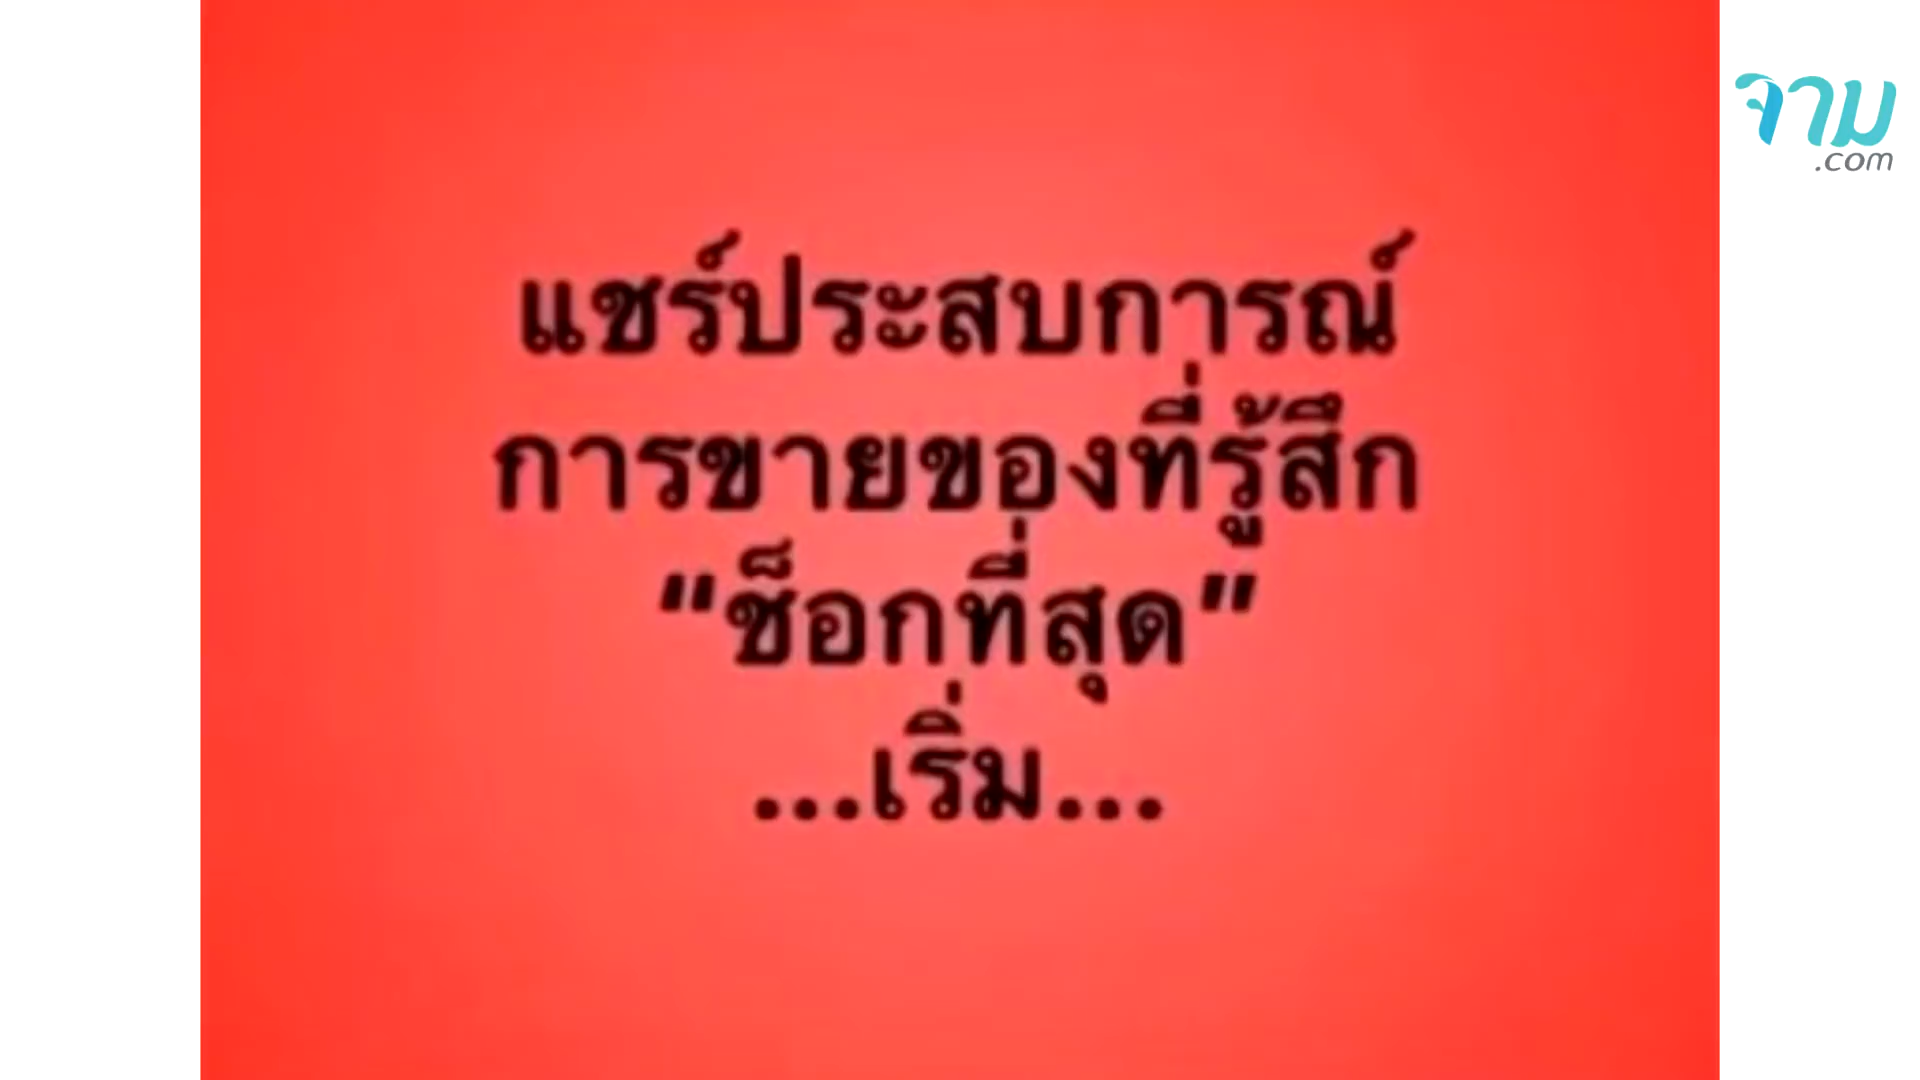 จาม
.com
แชร์ประสบการณ์
การขายของที่รู้สึก
"ช็อกที่สุด"
...เริ่ม...